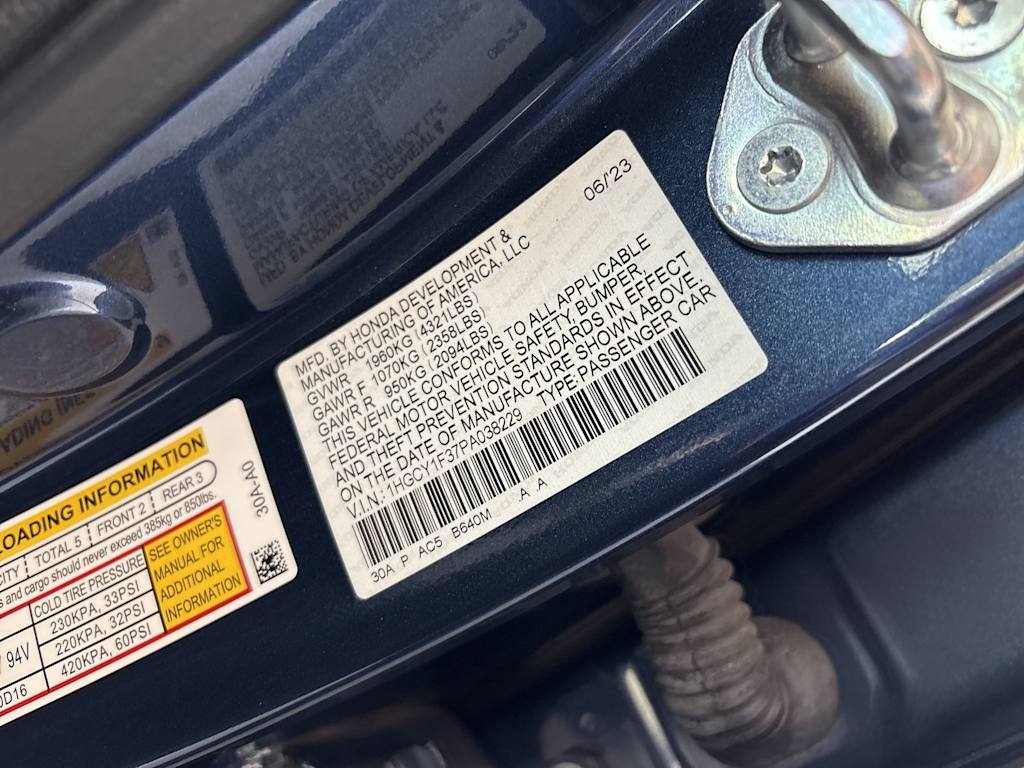 06/'23
MFD. BY HONDA DEVELOPMENT &
MANUFACTURING OF AMERICA, LLC
GVWR 1960KG ( 4321LBS)
GAWR F 1070KG ( 2358LBS)
GAWR R 950KG ( 2094LBS)
THIS VEHICLE CONFORMS TO ALL APPLICABLE
FEDERAL MOTOR VEHICLE SAFETY, BUMPER,
AND THEFT PREVENTION STANDARDS IN EFFECT
ON THE DATE OF MANUFACTURE SHOWN ABOVE.
V.I.N.: 1HGCY1F37PA038229 TYPE:PASSENGER CAR
30A P AC5 B640M A A
LOADING INFORMATION
TOTAL 5 FRONT 2 REAR 3
and cargo should never exceed 385kg or 850lbs.
COLD TIRE PRESSURE
230KPA, 33PSI
94V 220KPA, 32PSI
D16 420KPA, 60PSI
SEE OWNER'S
MANUAL FOR
ADDITIONAL
INFORMATION
30A-A0